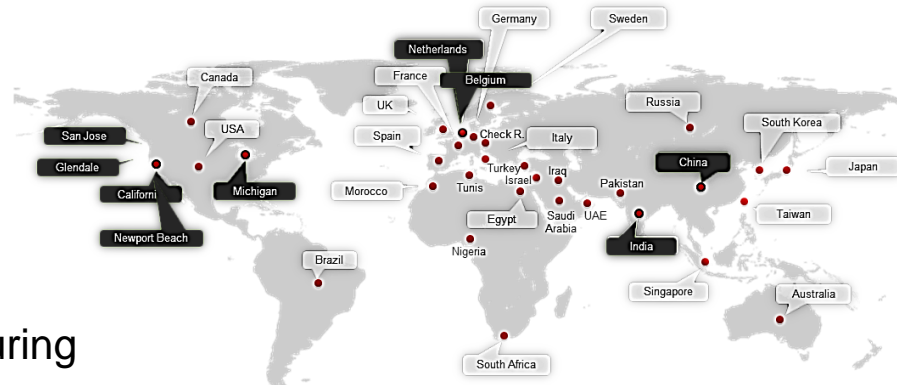 Germany
Sweden
Netherlands
France
Belgium
Canada
UK
Russia
USA
South Korea
San Jose
Spain
Check R.
Italy
Glendale
China
Japan
Turkey
Iraq
Californi
Michigan
Morocco
Tunis
Israel
Pakistan
Egypt
Saudi
Arabia
UAE
Taiwan
Newport Beach
India
Nigeria
Brazil
Singapore
Australia
uring
South Africa